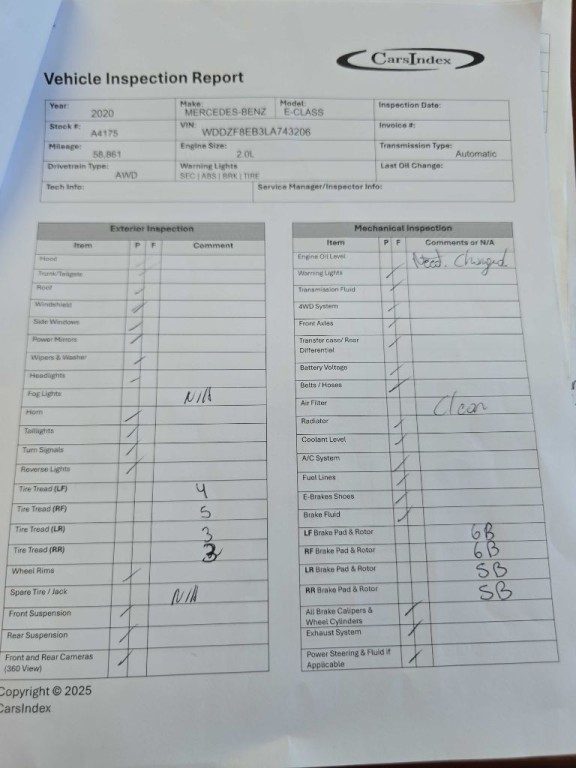 CarsIndex
Vehicle Inspection Report
Year: 2020 Make: MERCEDES-BENZ Model: E-CLASS Inspection Date:
Stock #: A4175 VIN: WDDZF8EB3LA743206 Invoice #:
Mileage: 58,861 Engine Size: 2.0L Transmission Type: Automatic
Drivetrain Type: AWD Warning Lights SEC | ABS | BRK | TIRE Last Oil Change:
Tech Info: Service Manager/Inspector Info:
Exterior Inspection
Item P F Comment
Hood
Trunk/Tailgate
Roof
Windshield
Side Windows
Power Mirrors
Wipers & Washer
Headlights
Fog Lights N/A
Horn
Taillights
Turn Signals
Reverse Lights
Tire Tread (LF) 4
Tire Tread (RF) 5
Tire Tread (LR) 3
Tire Tread (RR) 3
Wheel Rims
Spare Tire / Jack N/A
Front Suspension
Rear Suspension
Front and Rear Cameras
(360 View)
Mechanical Inspection
Item P F Comments or N/A
Engine Oil Level Need. Changed
Warning Lights
Transmission Fluid
4WD System
Front Axles
Transfer case/ Rear
Differential
Battery Voltage
Belts / Hoses
Air Filter Clean
Radiator
Coolant Level
A/C System
Fuel Lines
E-Brakes Shoes
Brake Fluid
LF Brake Pad & Rotor 6B
RF Brake Pad & Rotor 6B
LR Brake Pad & Rotor 5B
RR Brake Pad & Rotor 5B
All Brake Calipers &
Wheel Cylinders
Exhaust System
Power Steering & Fluid if
Applicable
Copyright © 2025
CarsIndex